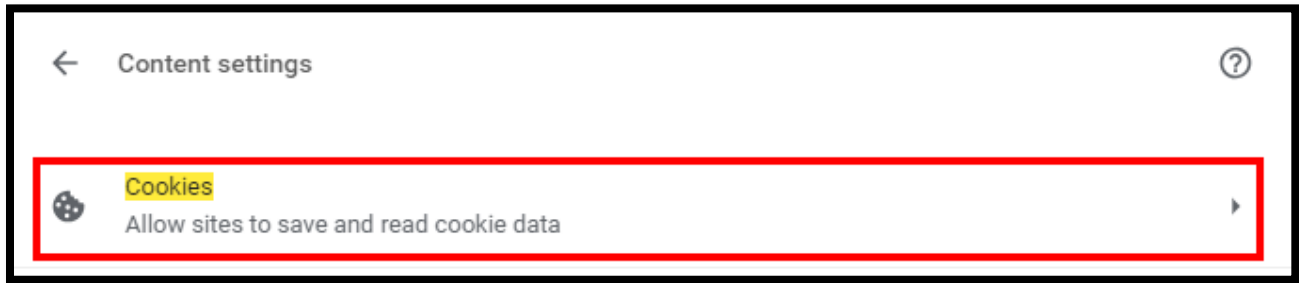 Content settings
Cookies
Allow sites to save and read cookie data